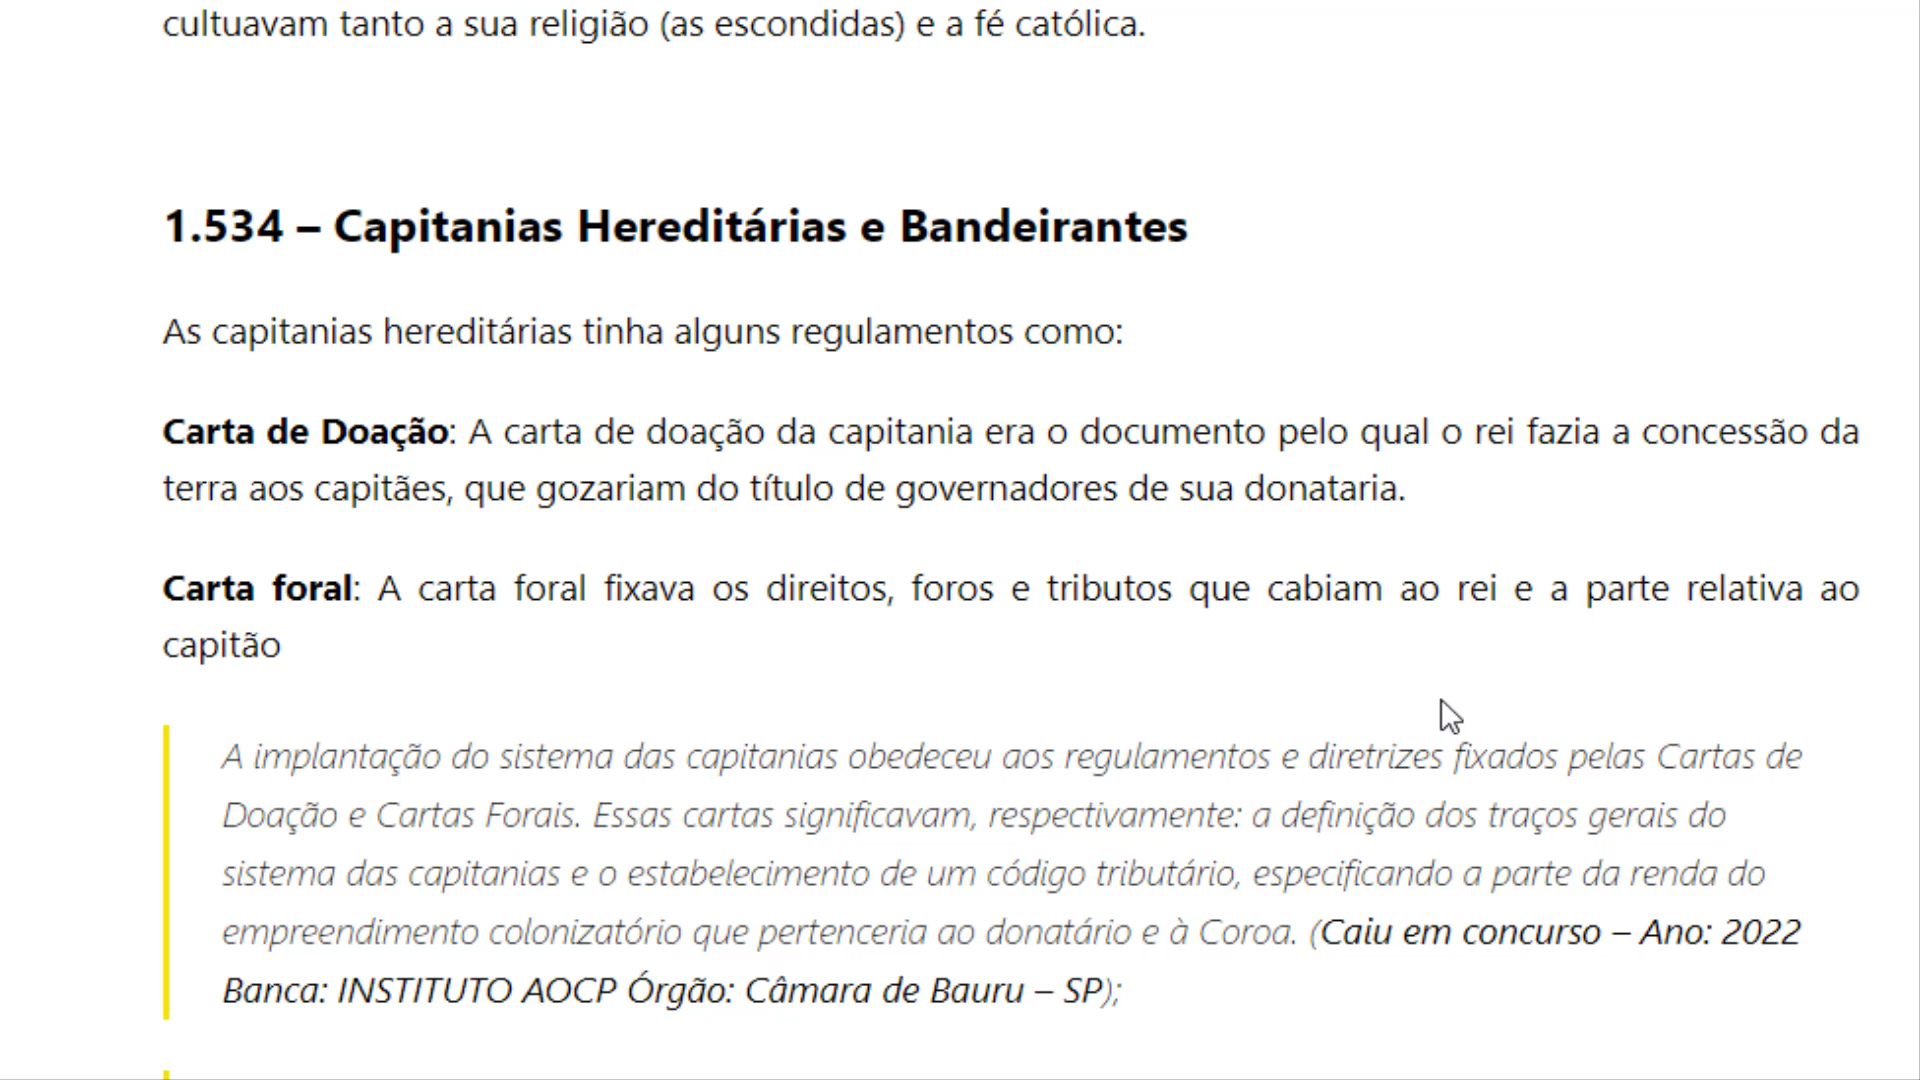 cultuavam tanto a sua religião (as escondidas) e a fé católica.
1.534 – Capitanias Hereditárias e Bandeirantes
As capitanias hereditárias tinha alguns regulamentos como:
Carta de Doação: A carta de doação da capitania era o documento pelo qual o rei fazia a concessão da
terra aos capitães, que gozariam do título de governadores de sua donataria.
Carta foral: A carta foral fixava os direitos, foros e tributos que cabiam ao rei e a parte relativa ao
capitão
A implantação do sistema das capitanias obedeceu aos regulamentos e diretrizes fixados pelas Cartas de
Doação e Cartas Forais. Essas cartas significavam, respectivamente: a definição dos traços gerais do
sistema das capitanias e o estabelecimento de um código tributário, especificando a parte da renda do
empreendimento colonizatório que pertenceria ao donatário e à Coroa. (Caiu em concurso – Ano: 2022
Banca: INSTITUTO AOCP Órgão: Câmara de Bauru – SP);